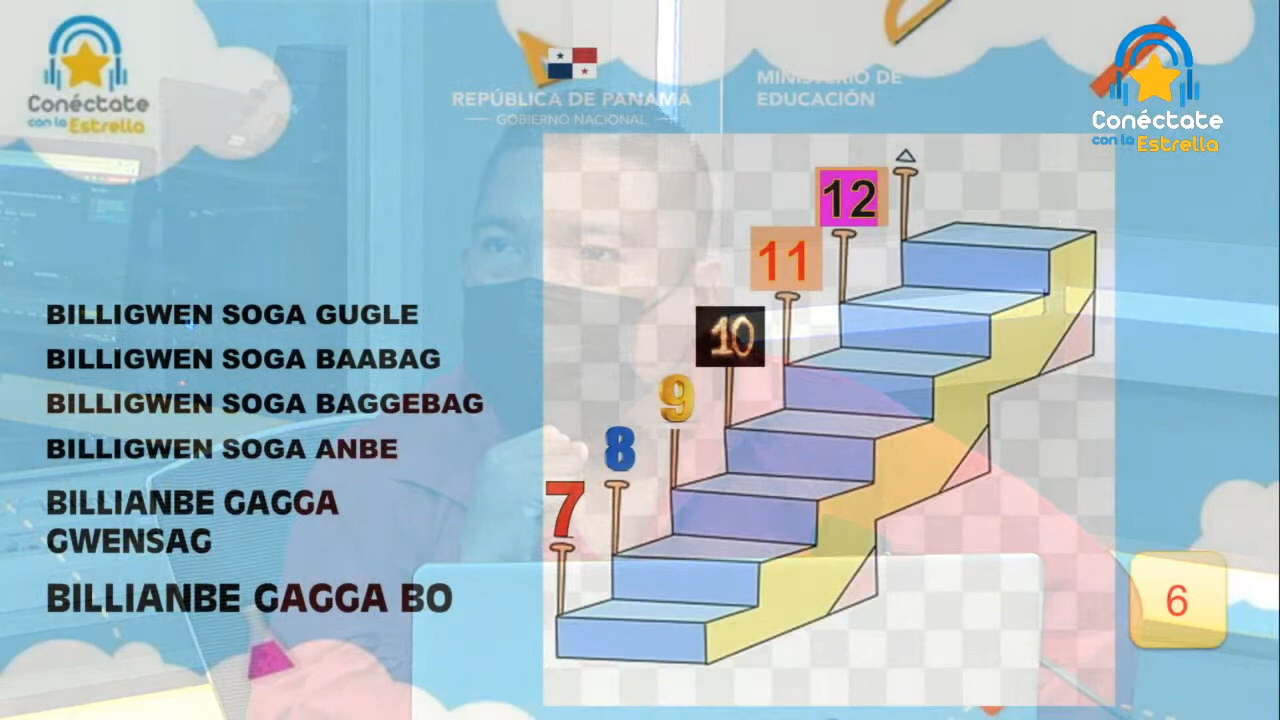 Conéctate
con la Estrella
REPÚBLICA DE PANAMÁ
GOBIERNO NACIONAL
MINISTERIO DE
EDUCACIÓN
Conéctate
con la Estrella
BILLIGWEN SOGA GUGLE
BILLIGWEN SOGA BAABAG
BILLIGWEN SOGA BAGGEBAG
BILLIGWEN SOGA ANBE
BILLIANBE GAGGA
GWENSAG
BILLIANBE GAGGA BO
12
11
10
9
8
7
6